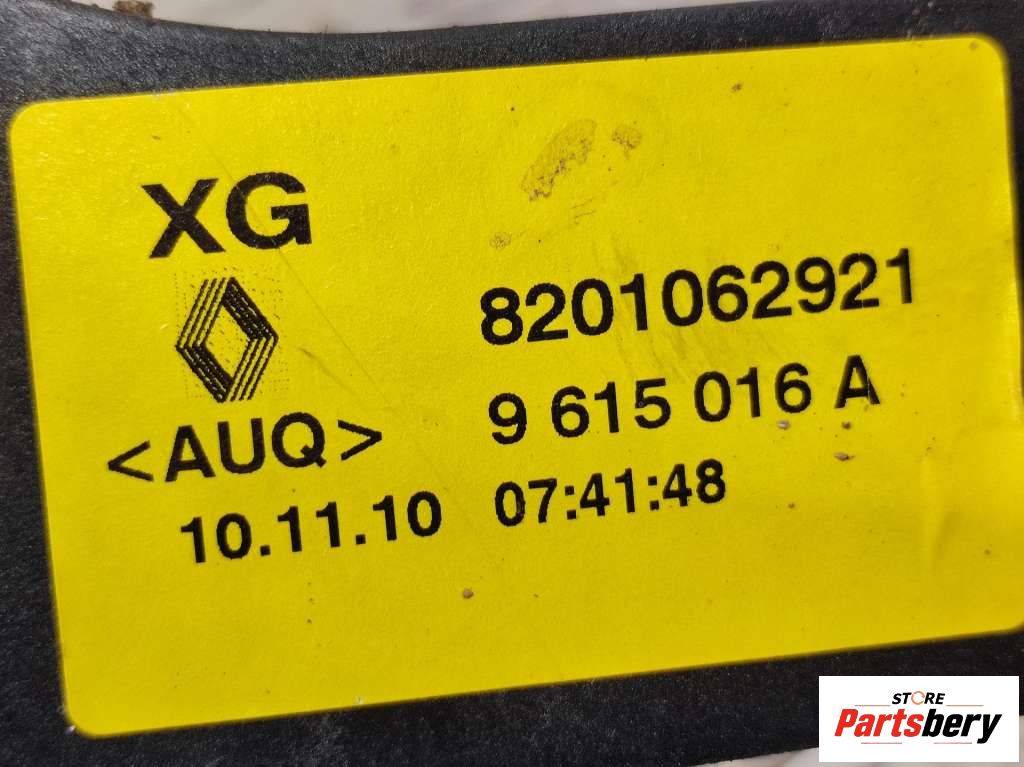 XG
8201062921
9 615 016 A
<AUQ>
10.11.10 07:41:48
STORE
Partsbery